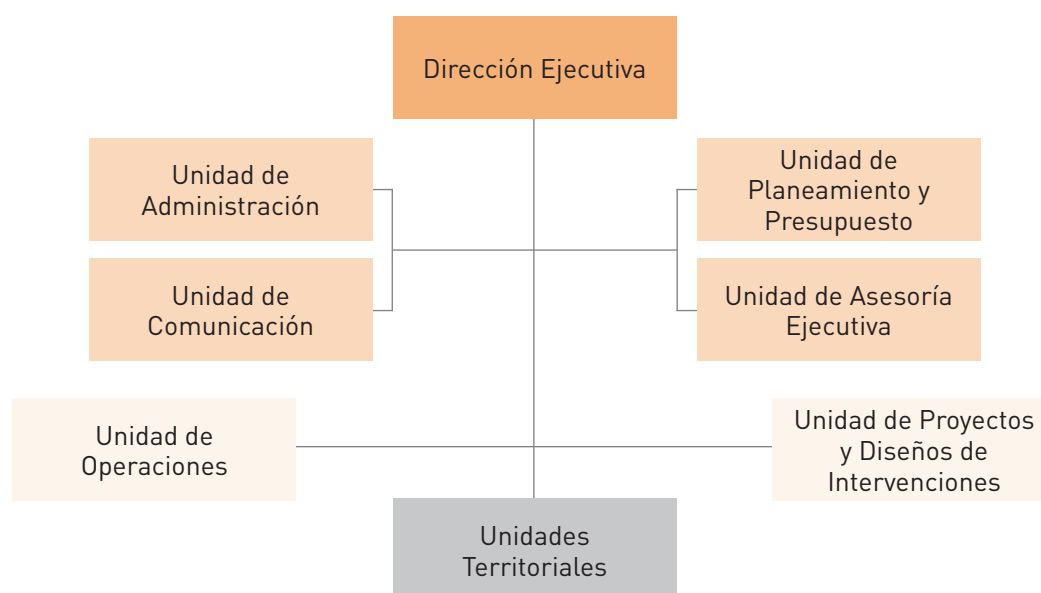 Dirección Ejecutiva
Unidad de
Administración
Unidad de
Planeamiento y
Presupuesto
Unidad de
Comunicación
Unidad de Asesoría
Ejecutiva
Unidad de
Operaciones
Unidad de Proyectos
y Diseños de
Intervenciones
Unidades
Territoriales